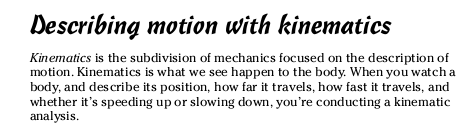 Describing motion with kinematics
Kinematics is the subdivision of mechanics focused on the description of
motion. Kinematics is what we see happen to the body. When you watch a
body, and describe its position, how far it travels, how fast it travels, and
whether it's speeding up or slowing down, you're conducting a kinematic
analysis.